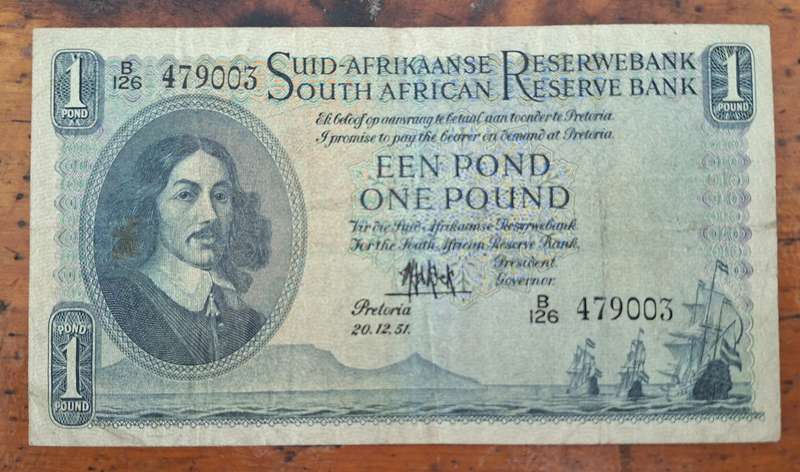 1
POND
B/126 479003
SUID-AFRIKAANSE RESERWEBANK
SOUTH AFRICAN RESERVE BANK
1
POUND
Ek beloof op aanvraag te betaal aan toonder te Pretoria.
I promise to pay the bearer on demand at Pretoria.
EEN POND
ONE POUND
Vir die Suid-Afrikaanse Reserwebank
For the South African Reserve Bank,
President.
Governor.
Pretoria
20.12.51.
B/126 479003
POND
1
POUND